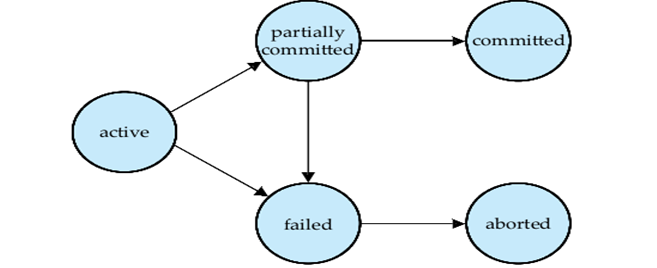 partially
committed
committed
active
failed
aborted